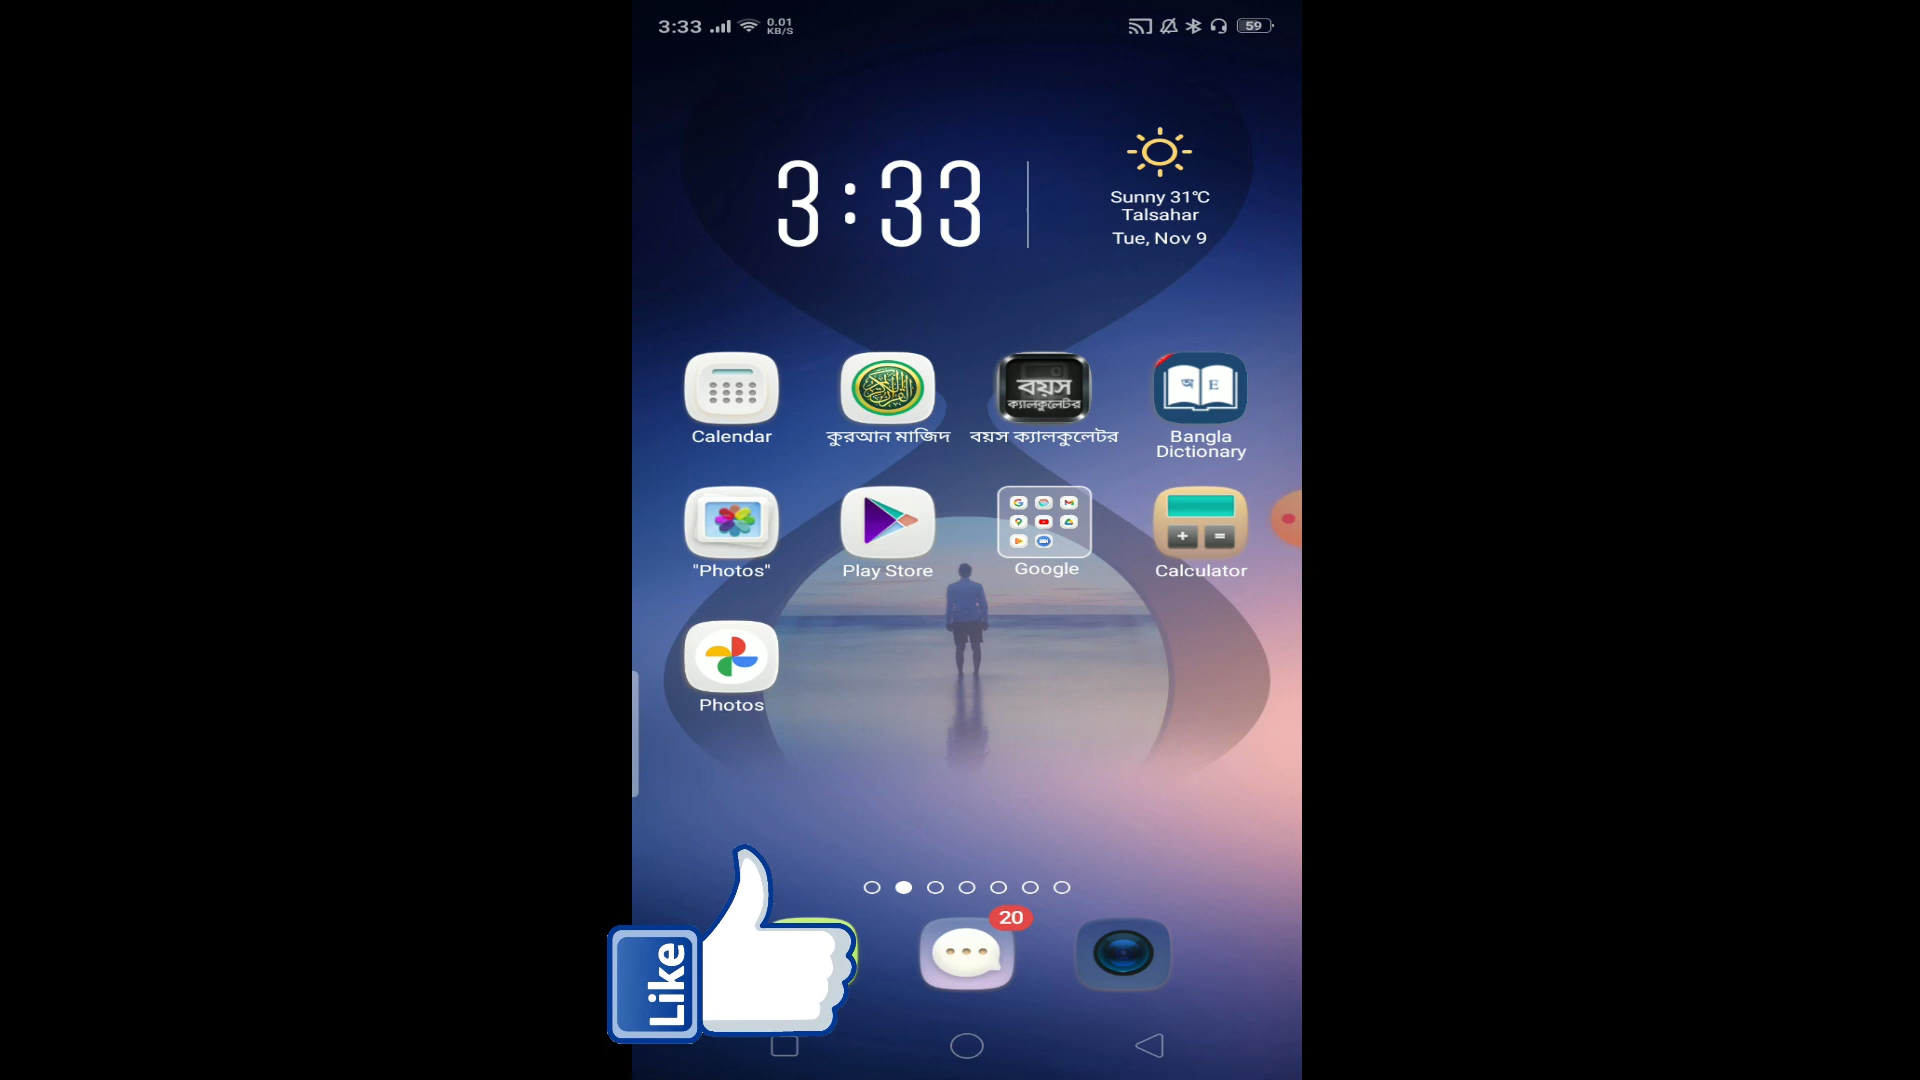 3:33
0.01
KB/S
59
3:33
Sunny 31°C
Talsahar
Tue, Nov 9
বয়স
ক্যালকুলেটর
অ E
Calendar
কুরআন মাজিদ
বয়স ক্যালকুলেটর
Bangla
Dictionary
"Photos"
Play Store
Google
Calculator
Photos
20
Like